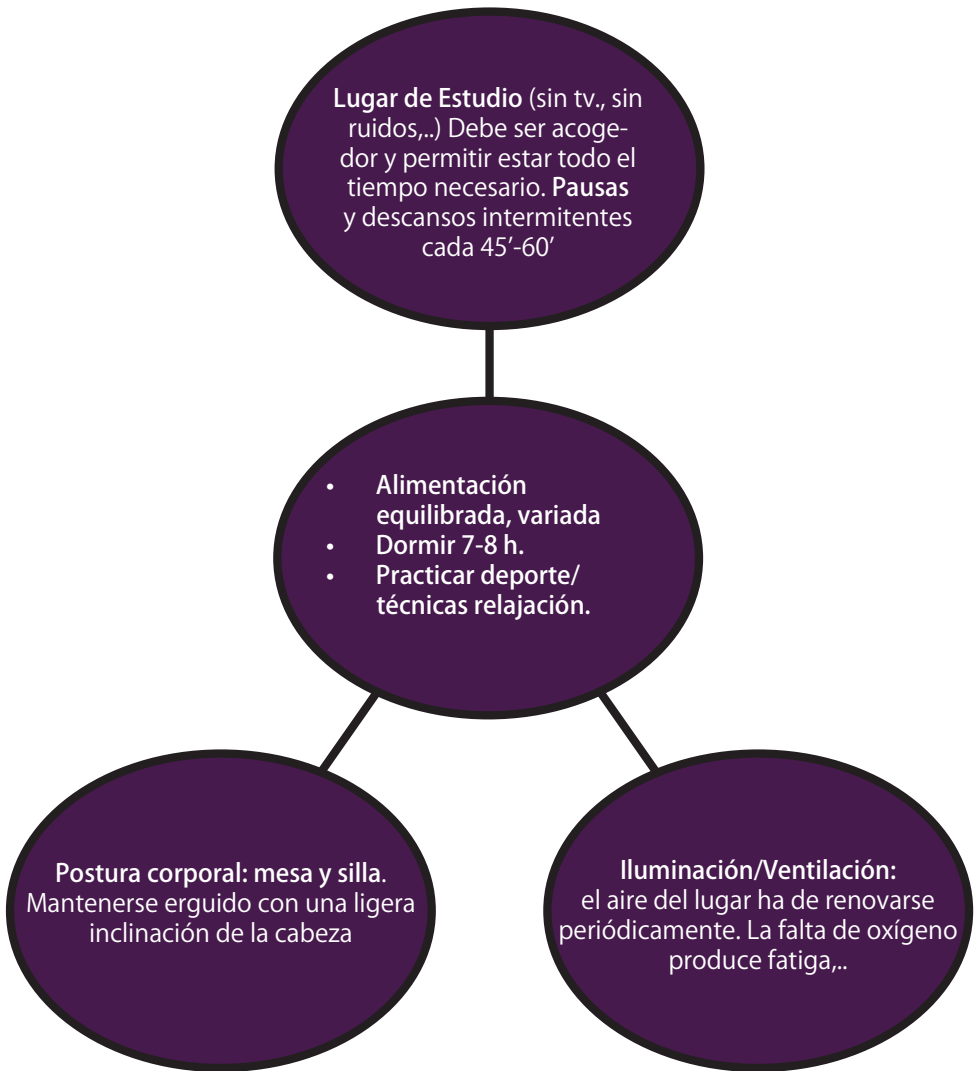 Lugar de Estudio (sin tv., sin
ruidos,..) Debe ser acoge-
dor y permitir estar todo el
tiempo necesario. Pausas
y descansos intermitentes
cada 45’-60’
• Alimentación
equilibrada, variada
• Dormir 7-8 h.
• Practicar deporte/
técnicas relajación.
Postura corporal: mesa y silla.
Mantenerse erguido con una ligera
inclinación de la cabeza
Iluminación/Ventilación:
el aire del lugar ha de renovarse
periódicamente. La falta de oxígeno
produce fatiga,..